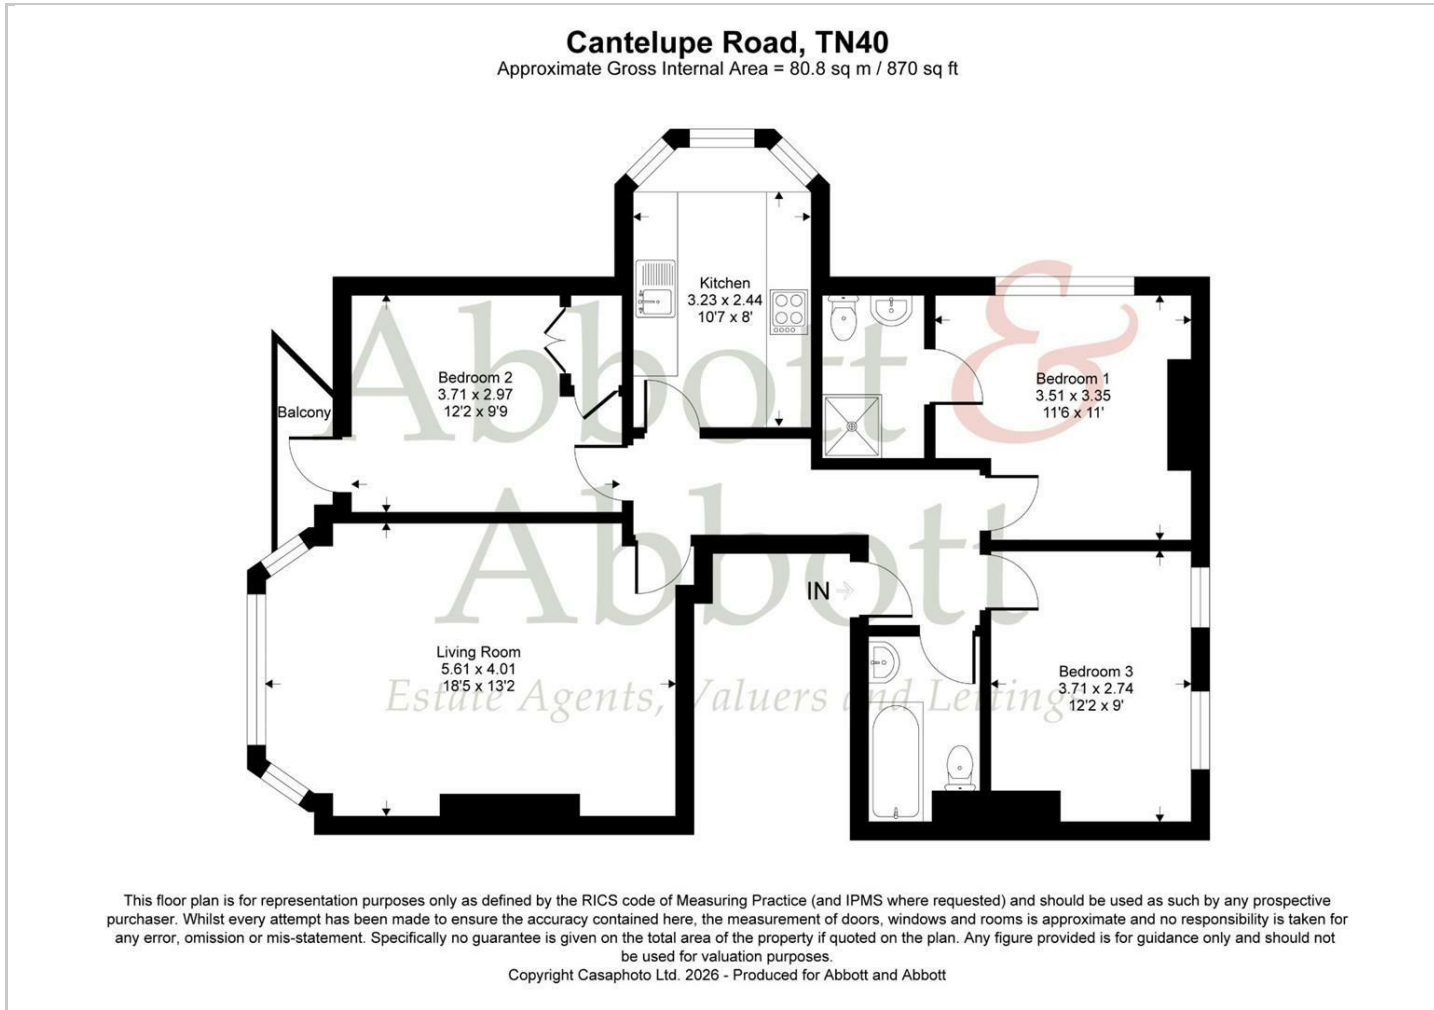 Cantelupe Road, TN40
Approximate Gross Internal Area = 80.8 sq m / 870 sq ft
Kitchen
3.23 x 2.44
10'7 x 8'
Bedroom 2
3.71 x 2.97
12'2 x 9'9
Bedroom 1
3.51 x 3.35
11'6 x 11'
Balcony
Abbott &
Abbott
Estate Agents, Valuers and Lettings
IN
Living Room
5.61 x 4.01
18'5 x 13'2
Bedroom 3
3.71 x 2.74
12'2 x 9'
This floor plan is for representation purposes only as defined by the RICS code of Measuring Practice (and IPMS where requested) and should be used as such by any prospective
purchaser. Whilst every attempt has been made to ensure the accuracy contained here, the measurement of doors, windows and rooms is approximate and no responsibility is taken for
any error, omission or mis-statement. Specifically no guarantee is given on the total area of the property if quoted on the plan. Any figure provided is for guidance only and should not
be used for valuation purposes.
Copyright Casaphoto Ltd. 2026 - Produced for Abbott and Abbott